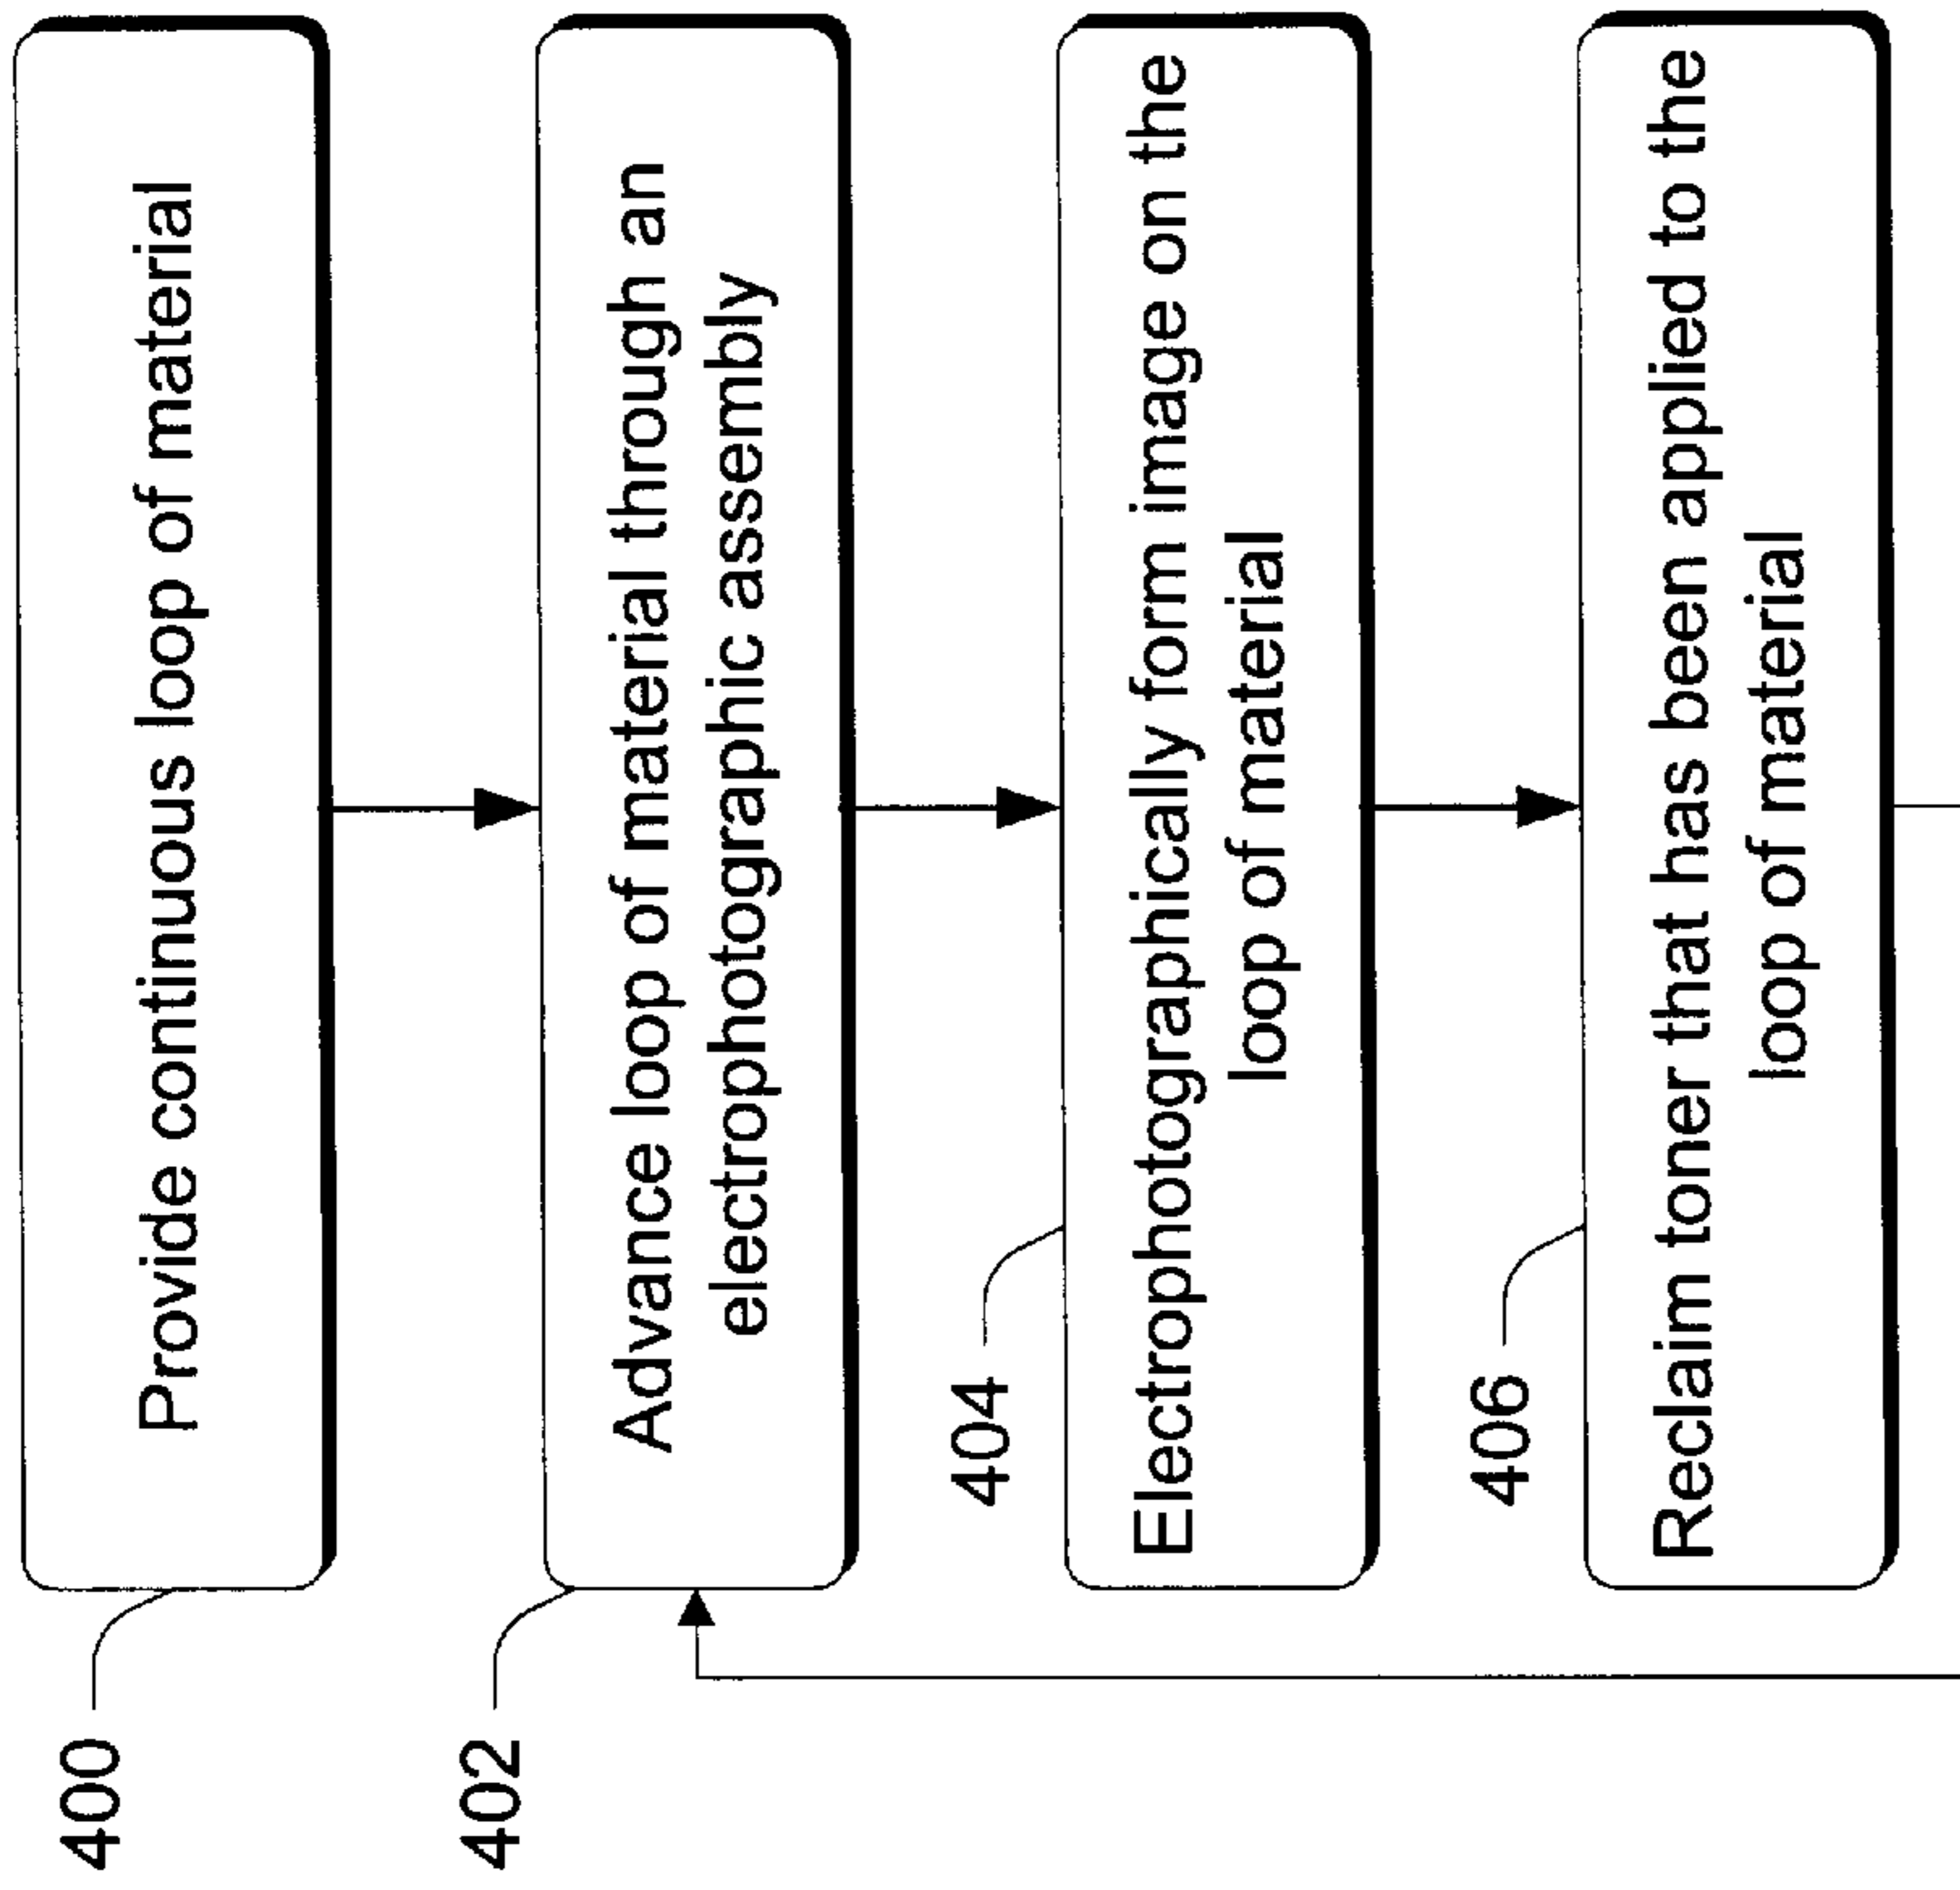 400
Provide continuous loop of material
402
Advance loop of material through an
electrophotographic assembly
404
Electrophotographically form image on the
loop of material
406
Reclaim toner that has been applied to the
loop of material